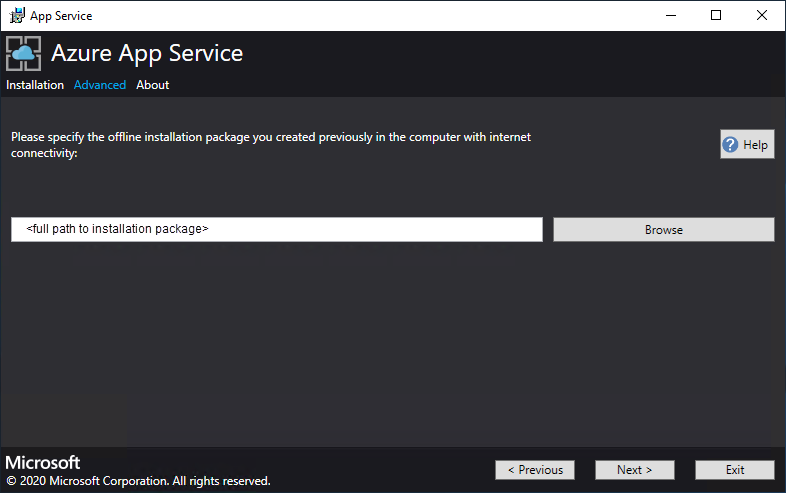 App Service
Azure App Service
Installation Advanced About
Please specify the offline installation package you created previously in the computer with internet
connectivity:
Help
<full path to installation package>
Browse
Microsoft
© 2020 Microsoft Corporation. All rights reserved.
< Previous
Next >
Exit